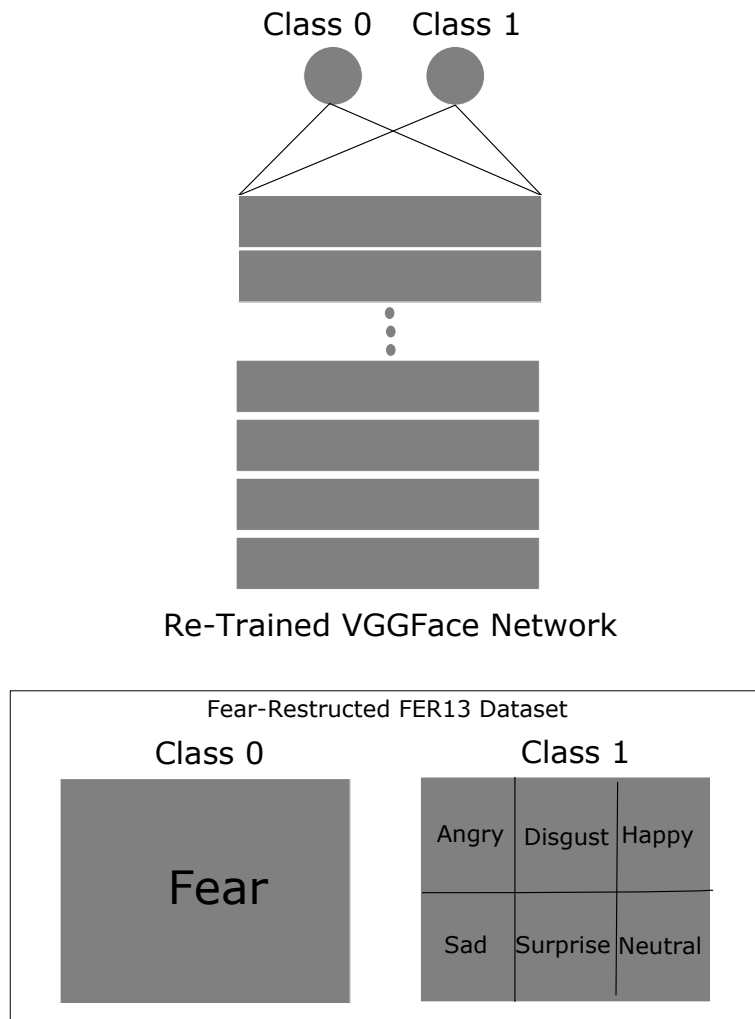 Class 0 Class 1
Re-Trained VGGFace Network
Fear-Restructed FER13 Dataset
Class 0 Class 1
Fear
Angry Disgust Happy
Sad Surprise Neutral